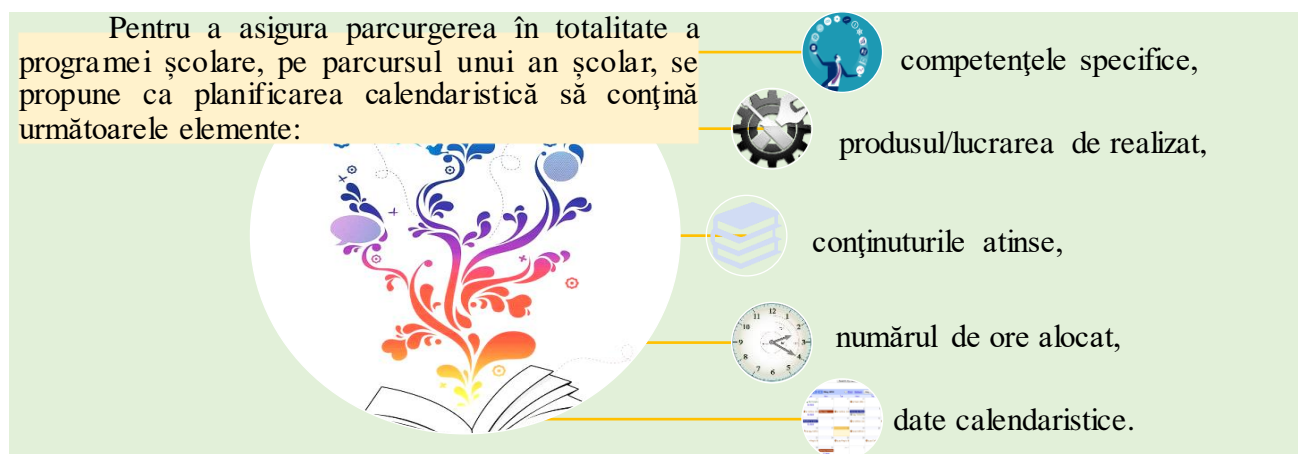 Pentru a asigura parcurgerea în totalitate a
programei școlare, pe parcursul unui an școlar, se
propune ca planificarea calendaristică să conţină
următoarele elemente:
competenţele specifice,
produsul/lucrarea de realizat,
conţinuturile atinse,
numărul de ore alocat,
date calendaristice.